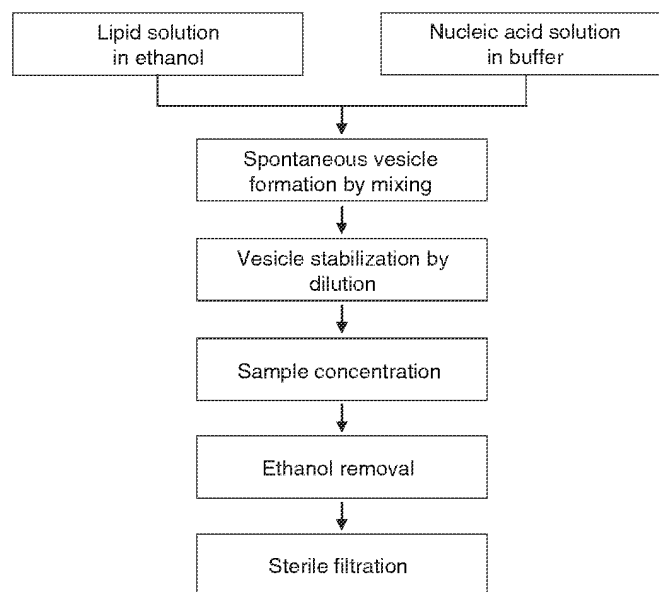 Lipid solution
in ethanol
Nucleic acid solution
in buffer
Spontaneous vesicle
formation by mixing
Vesicle stabilization by
dilution
Sample concentration
Ethanol removal
Sterile filtration